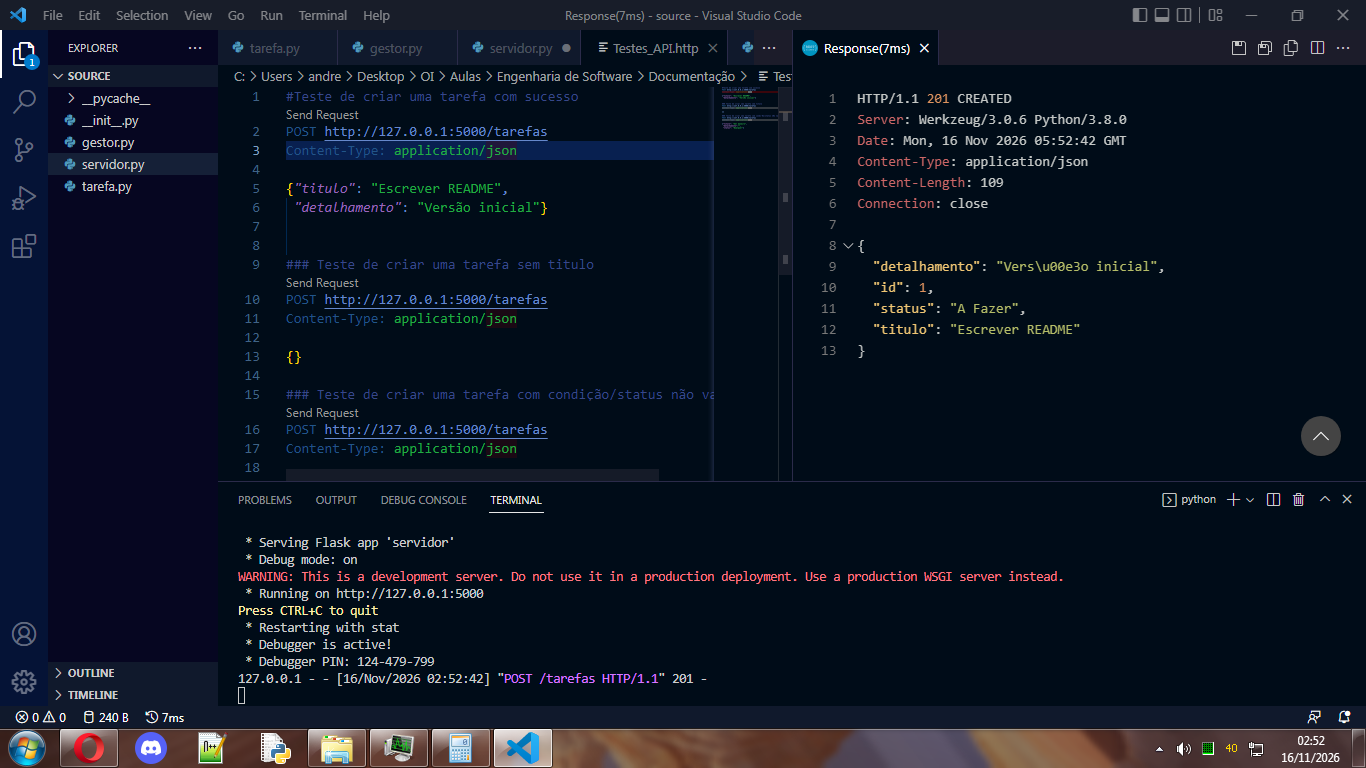 File Edit Selection View Go Run Terminal Help
Response(7ms) - source - Visual Studio Code
EXPLORER
SOURCE
__pycache__
__init__.py
gestor.py
servidor.py
tarefa.py
OUTLINE
TIMELINE
1
tarefa.py gestor.py servidor.py Testes_API.http
C: > Users > andre > Desktop > OI > Aulas > Engenharia de Software > Documentação >
1 #Teste de criar uma tarefa com sucesso
Send Request
2 POST http://127.0.0.1:5000/tarefas
3 Content-Type: application/json
4
5 {"titulo": "Escrever README",
6 "detalhamento": "Versão inicial"}
7
8
9 ### Teste de criar uma tarefa sem titulo
Send Request
10 POST http://127.0.0.1:5000/tarefas
11 Content-Type: application/json
12
13 {}
14
15 ### Teste de criar uma tarefa com condição/status não
Send Request
16 POST http://127.0.0.1:5000/tarefas
17 Content-Type: application/json
18
Response(7ms)
1 HTTP/1.1 201 CREATED
2 Server: Werkzeug/3.0.6 Python/3.8.0
3 Date: Mon, 16 Nov 2026 05:52:42 GMT
4 Content-Type: application/json
5 Content-Length: 109
6 Connection: close
7
8 {
9 "detalhamento": "Vers\u00e3o inicial",
10 "id": 1,
11 "status": "A Fazer",
12 "titulo": "Escrever README"
13 }
PROBLEMS OUTPUT DEBUG CONSOLE TERMINAL
python
* Serving Flask app 'servidor'
* Debug mode: on
WARNING: This is a development server. Do not use it in a production deployment. Use a production WSGI server instead.
* Running on http://127.0.0.1:5000
Press CTRL+C to quit
* Restarting with stat
* Debugger is active!
* Debugger PIN: 124-479-799
127.0.0.1 - - [16/Nov/2026 02:52:42] "POST /tarefas HTTP/1.1" 201 -
0 0 240 B 7ms
40
02:52
16/11/2026